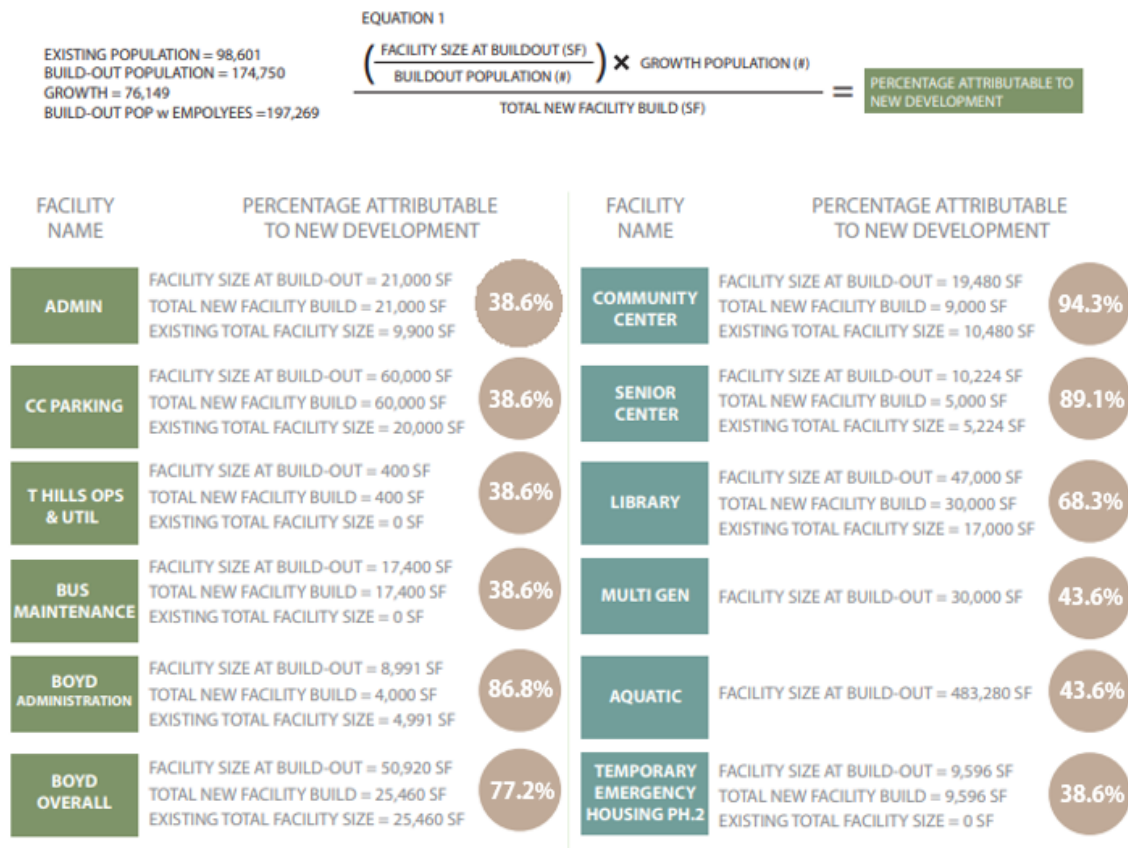 EQUATION 1
EXISTING POPULATION = 98,601
BUILD-OUT POPULATION = 174,750
GROWTH = 76,149
BUILD-OUT POP w EMPOLYEES =197,269
( FACILITY SIZE AT BUILDOUT (SF)
BUILDOUT POPULATION (#) ) × GROWTH POPULATION (#)
TOTAL NEW FACILITY BUILD (SF)
=
PERCENTAGE ATTRIBUTABLE TO
NEW DEVELOPMENT
FACILITY
NAME
PERCENTAGE ATTRIBUTABLE
TO NEW DEVELOPMENT
ADMIN
FACILITY SIZE AT BUILD-OUT = 21,000 SF
TOTAL NEW FACILITY BUILD = 21,000 SF
EXISTING TOTAL FACILITY SIZE = 9,900 SF
38.6%
CC PARKING
FACILITY SIZE AT BUILD-OUT = 60,000 SF
TOTAL NEW FACILITY BUILD = 60,000 SF
EXISTING TOTAL FACILITY SIZE = 20,000 SF
38.6%
T HILLS OPS
& UTIL
FACILITY SIZE AT BUILD-OUT = 400 SF
TOTAL NEW FACILITY BUILD = 400 SF
EXISTING TOTAL FACILITY SIZE = 0 SF
38.6%
BUS
MAINTENANCE
FACILITY SIZE AT BUILD-OUT = 17,400 SF
TOTAL NEW FACILITY BUILD = 17,400 SF
EXISTING TOTAL FACILITY SIZE = 0 SF
38.6%
BOYD
ADMINISTRATION
FACILITY SIZE AT BUILD-OUT = 8,991 SF
TOTAL NEW FACILITY BUILD = 4,000 SF
EXISTING TOTAL FACILITY SIZE = 4,991 SF
86.8%
BOYD
OVERALL
FACILITY SIZE AT BUILD-OUT = 50,920 SF
TOTAL NEW FACILITY BUILD = 25,460 SF
EXISTING TOTAL FACILITY SIZE = 25,460 SF
77.2%
FACILITY
NAME
PERCENTAGE ATTRIBUTABLE
TO NEW DEVELOPMENT
COMMUNITY
CENTER
FACILITY SIZE AT BUILD-OUT = 19,480 SF
TOTAL NEW FACILITY BUILD = 9,000 SF
EXISTING TOTAL FACILITY SIZE = 10,480 SF
94.3%
SENIOR
CENTER
FACILITY SIZE AT BUILD-OUT = 10,224 SF
TOTAL NEW FACILITY BUILD = 5,000 SF
EXISTING TOTAL FACILITY SIZE = 5,224 SF
89.1%
LIBRARY
FACILITY SIZE AT BUILD-OUT = 47,000 SF
TOTAL NEW FACILITY BUILD = 30,000 SF
EXISTING TOTAL FACILITY SIZE = 17,000 SF
68.3%
MULTI GEN
FACILITY SIZE AT BUILD-OUT = 30,000 SF
43.6%
AQUATIC
FACILITY SIZE AT BUILD-OUT = 483,280 SF
43.6%
TEMPORARY
EMERGENCY
HOUSING PH.2
FACILITY SIZE AT BUILD-OUT = 9,596 SF
TOTAL NEW FACILITY BUILD = 9,596 SF
EXISTING TOTAL FACILITY SIZE = 0 SF
38.6%